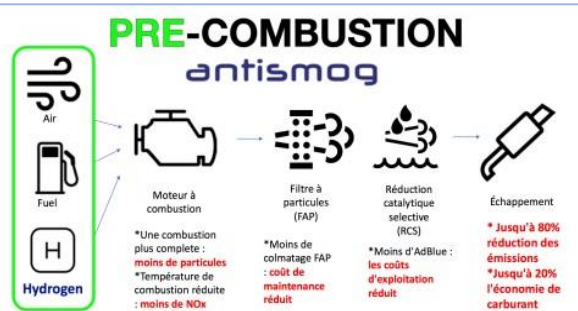 PRE-COMBUSTION
antismog
Air
Fuel
H
Hydrogen
Moteur à
combustion
*Une combustion
plus complete :
moins de particules
*Température de
combustion réduite
: moins de NOx
Filtre à
particules
(FAP)
*Moins de
colmatage FAP
: coût de
maintenance
réduit
Réduction
catalytique
selective
(RCS)
*Moins d'AdBlue :
les coûts
d'exploitation
réduit
Échappement
* Jusqu'à 80%
réduction des
émissions
*Jusqu'à 20%
l'économie de
carburant